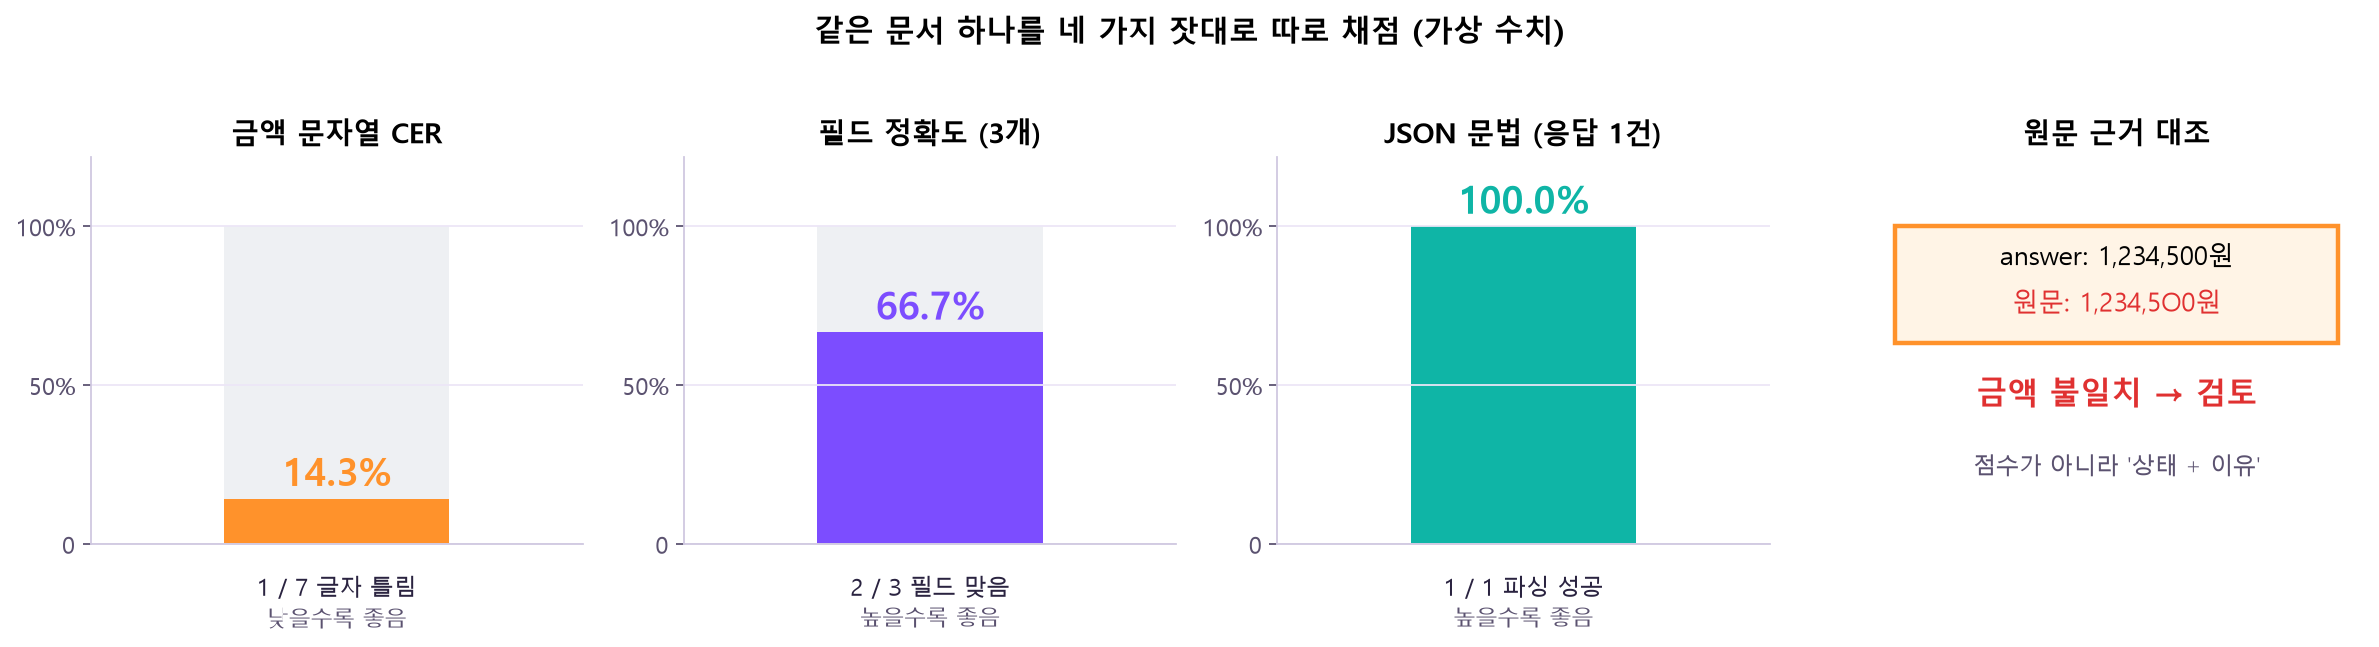 같은 문서 하나를 네 가지 잣대로 따로 채점 (가상 수치)
금액 문자열 CER
100%
50%
0
14.3%
1 / 7 글자 틀림
낮을수록 좋음
필드 정확도 (3개)
100%
50%
0
66.7%
2 / 3 필드 맞음
높을수록 좋음
JSON 문법 (응답 1건)
100%
50%
0
100.0%
1 / 1 파싱 성공
높을수록 좋음
원문 근거 대조
answer: 1,234,500원
원문: 1,234,5O0원
금액 불일치 → 검토
점수가 아니라 '상태 + 이유'